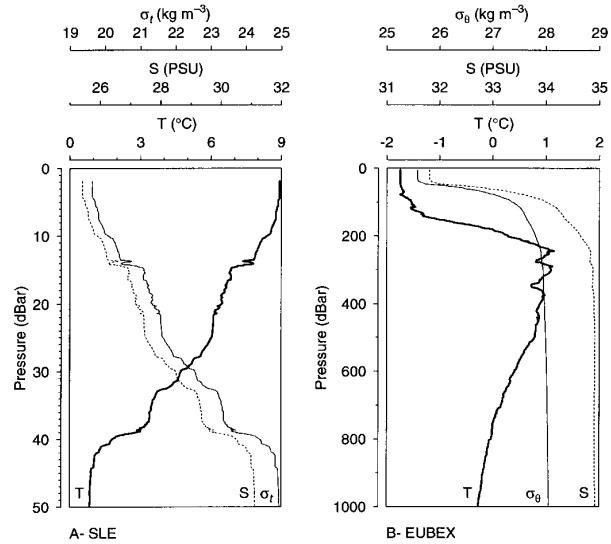 σt (kg m⁻³)
19 20 21 22 23 24 25
S (PSU)
26 28 29 30 31 32
T (°C)
0 3 6 9
0
10
20
30
40
50
Pressure (dBar)
T S σt
A- SLE
σθ (kg m⁻³)
25 26 27 28 29
S (PSU)
31 32 33 34 35
T (°C)
-2 -1 0 1 2
0
200
400
600
800
1000
Pressure (dBar)
T σθ S
B- EUBEX